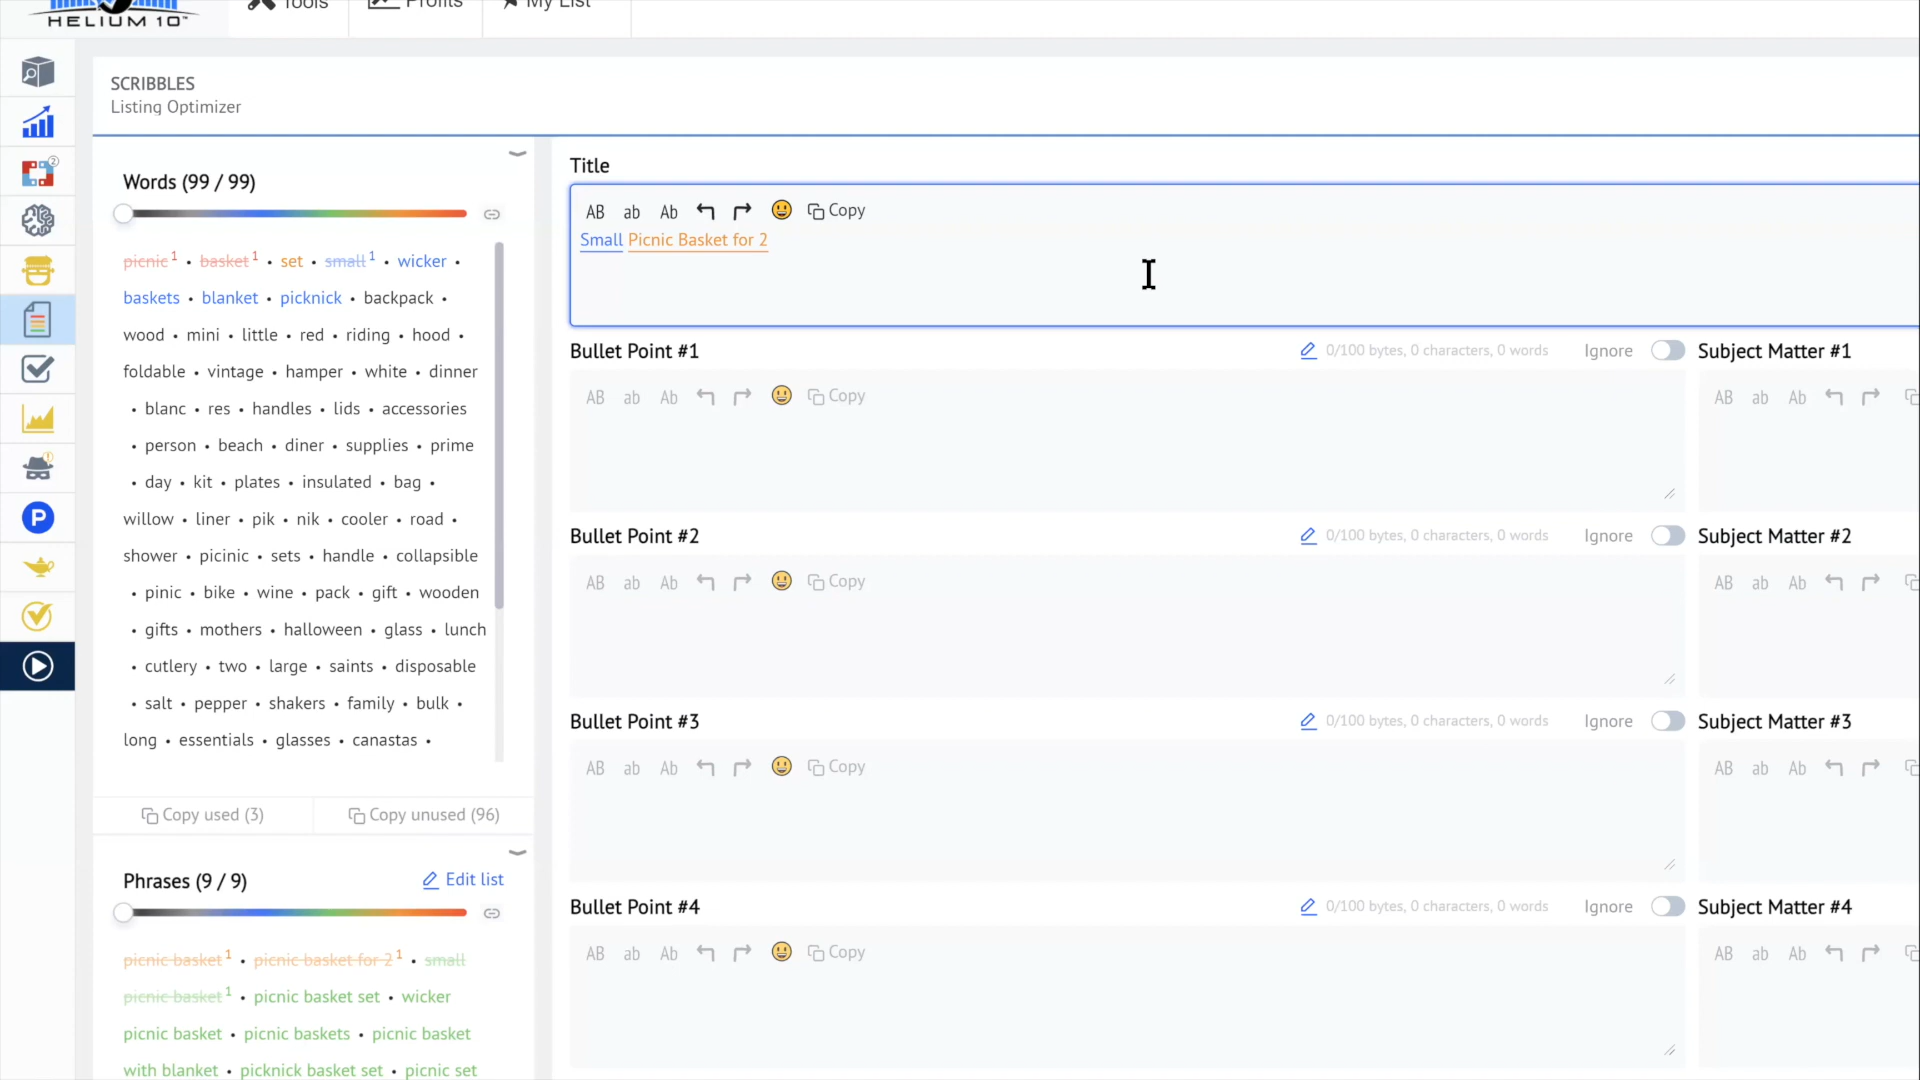 HELIUM 10™
Tools
Profits
My List
SCRIBBLES
Listing Optimizer
2
Words (99 / 99)
picnic 1 • basket 1 • set • small 1 • wicker •
baskets • blanket • picknick • backpack •
wood • mini • little • red • riding • hood •
foldable • vintage • hamper • white • dinner
• blanc • res • handles • lids • accessories
• person • beach • diner • supplies • prime
• day • kit • plates • insulated • bag •
willow • liner • pik • nik • cooler • road •
shower • picinic • sets • handle • collapsible
• pinic • bike • wine • pack • gift • wooden
• gifts • mothers • halloween • glass • lunch
• cutlery • two • large • saints • disposable
• salt • pepper • shakers • family • bulk •
long • essentials • glasses • canastas •
Copy used (3)
Copy unused (96)
Phrases (9 / 9)
Edit list
picnic basket 1 • picnic basket for 2 1 • small
picnic basket 1 • picnic basket set • wicker
picnic basket • picnic baskets • picnic basket
with blanket • picknick basket set • picnic set
P
Title
AB ab Ab Copy
Small Picnic Basket for 2
Bullet Point #1
0/100 bytes, 0 characters, 0 words
Ignore
Subject Matter #1
AB ab Ab Copy
AB ab Ab
Bullet Point #2
0/100 bytes, 0 characters, 0 words
Ignore
Subject Matter #2
AB ab Ab Copy
AB ab Ab
Bullet Point #3
0/100 bytes, 0 characters, 0 words
Ignore
Subject Matter #3
AB ab Ab Copy
AB ab Ab
Bullet Point #4
0/100 bytes, 0 characters, 0 words
Ignore
Subject Matter #4
AB ab Ab Copy
AB ab Ab